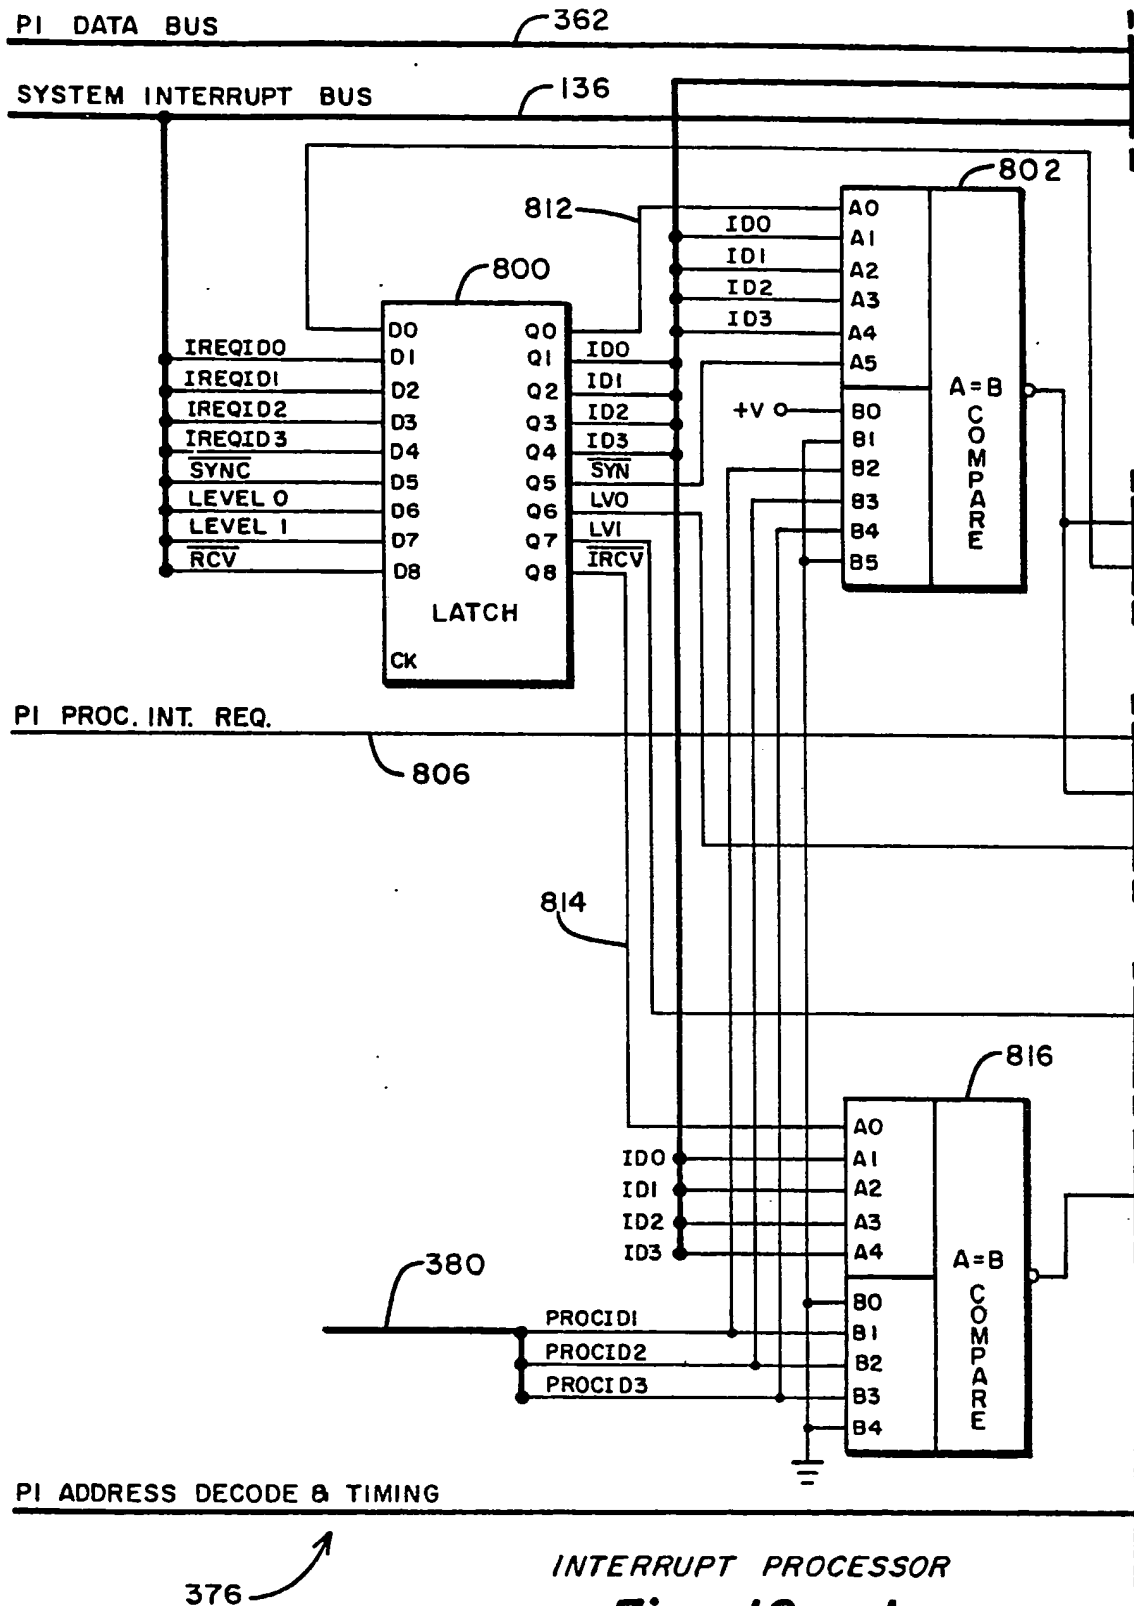 PI DATA BUS
362
SYSTEM INTERRUPT BUS
136
802
812
800
A0
ID0 A1
ID1 A2
ID2 A3
ID3 A4
A5
+V B0
B1
B2
B3
B4
B5
A=B
COMPARE
D0 Q0
IREQID0 D1 Q1 ID0
IREQID1 D2 Q2 ID1
IREQID2 D3 Q3 ID2
IREQID3 D4 Q4 ID3
SYNC D5 Q5 SYN
LEVEL 0 D6 Q6 LV0
LEVEL 1 D7 Q7 LV1
RCV D8 Q8 IRCV
LATCH
CK
PI PROC. INT. REQ.
806
814
816
A0
ID0 A1
ID1 A2
ID2 A3
ID3 A4
A=B
COMPARE
380
B0
PROCID1 B1
PROCID2 B2
PROCID3 B3
B4
PI ADDRESS DECODE & TIMING
376
INTERRUPT PROCESSOR